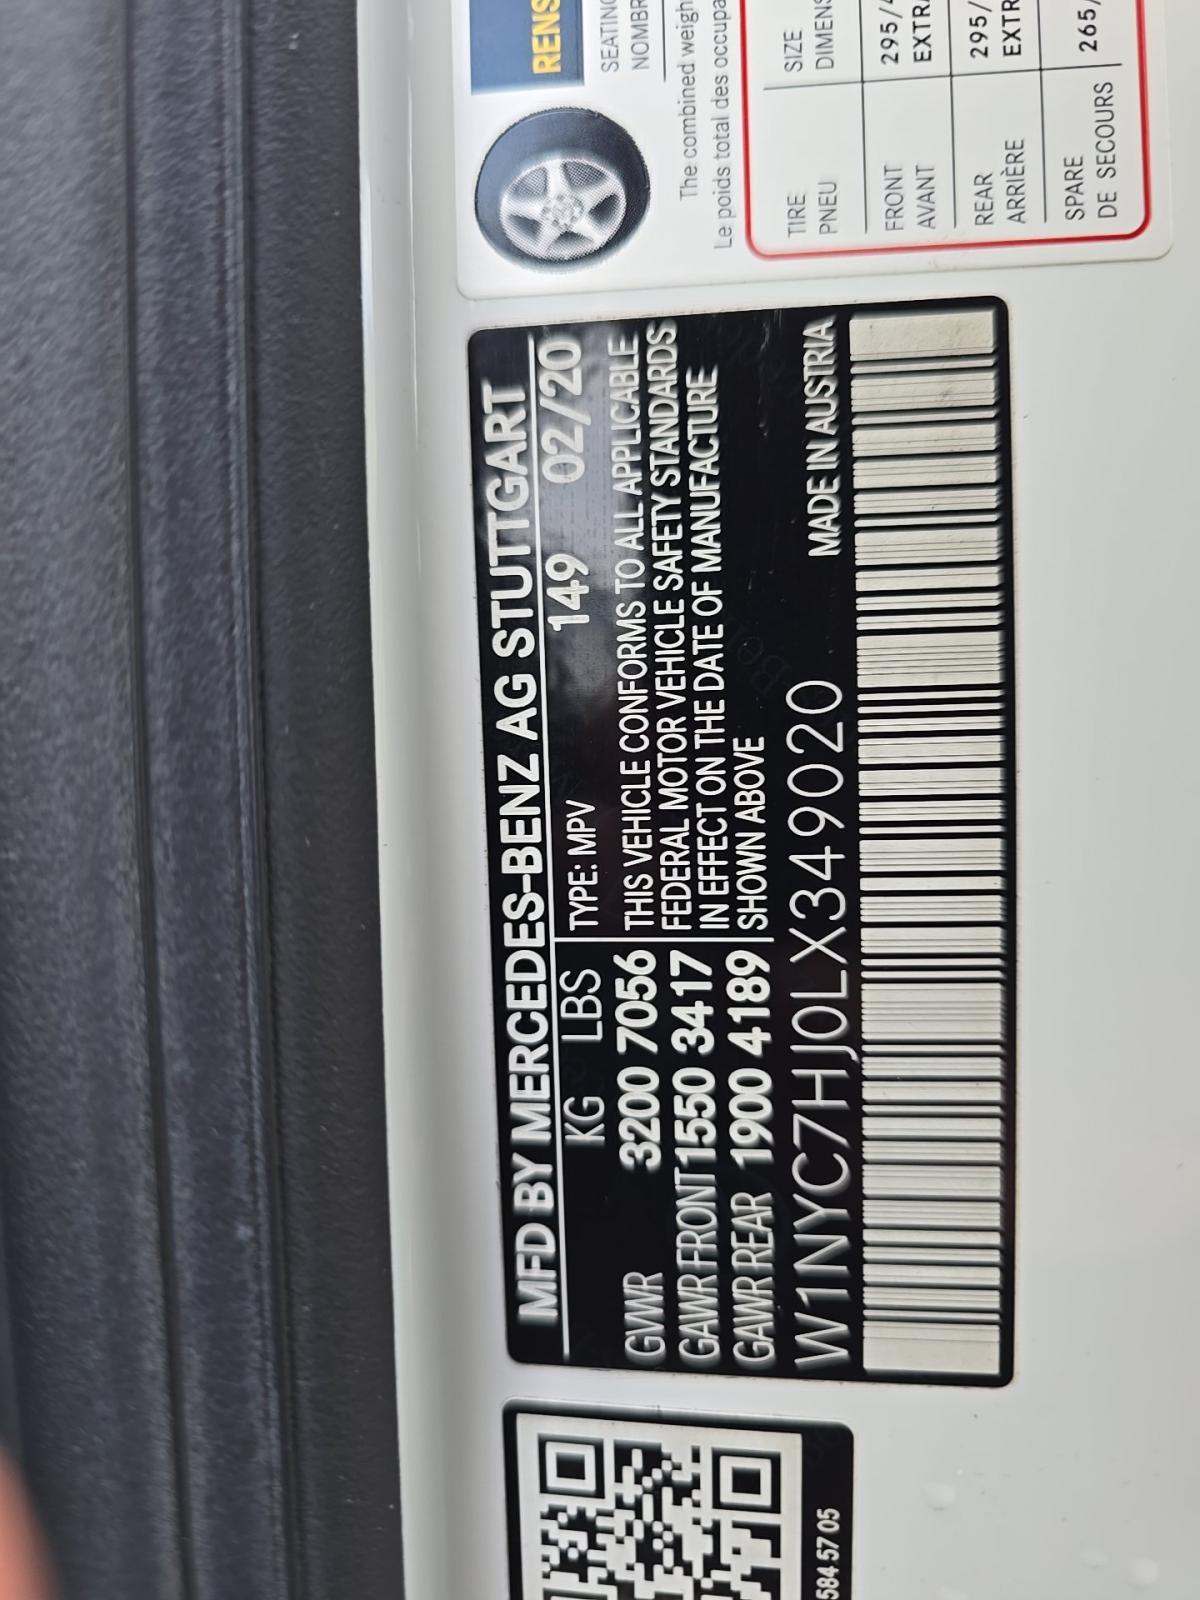 MFD BY MERCEDES-BENZ AG STUTTGART
KG LBS TYPE: MPV 149 02/20
GVWR 3200 7056 THIS VEHICLE CONFORMS TO ALL APPLICABLE
GAWR FRONT 1550 3417 FEDERAL MOTOR VEHICLE SAFETY STANDARDS
GAWR REAR 1900 4189 IN EFFECT ON THE DATE OF MANUFACTURE
SHOWN ABOVE
MADE IN AUSTRIA
W1NYC7HJ0LX349020
584 57 05
RENS
SEATING
NOMBR
The combined weigh
Le poids total des occupa
TIRE SIZE
PNEU DIMENS
FRONT 295/4
AVANT EXTRA
REAR 295/
ARRIÈRE EXTR
SPARE 265/
DE SECOURS